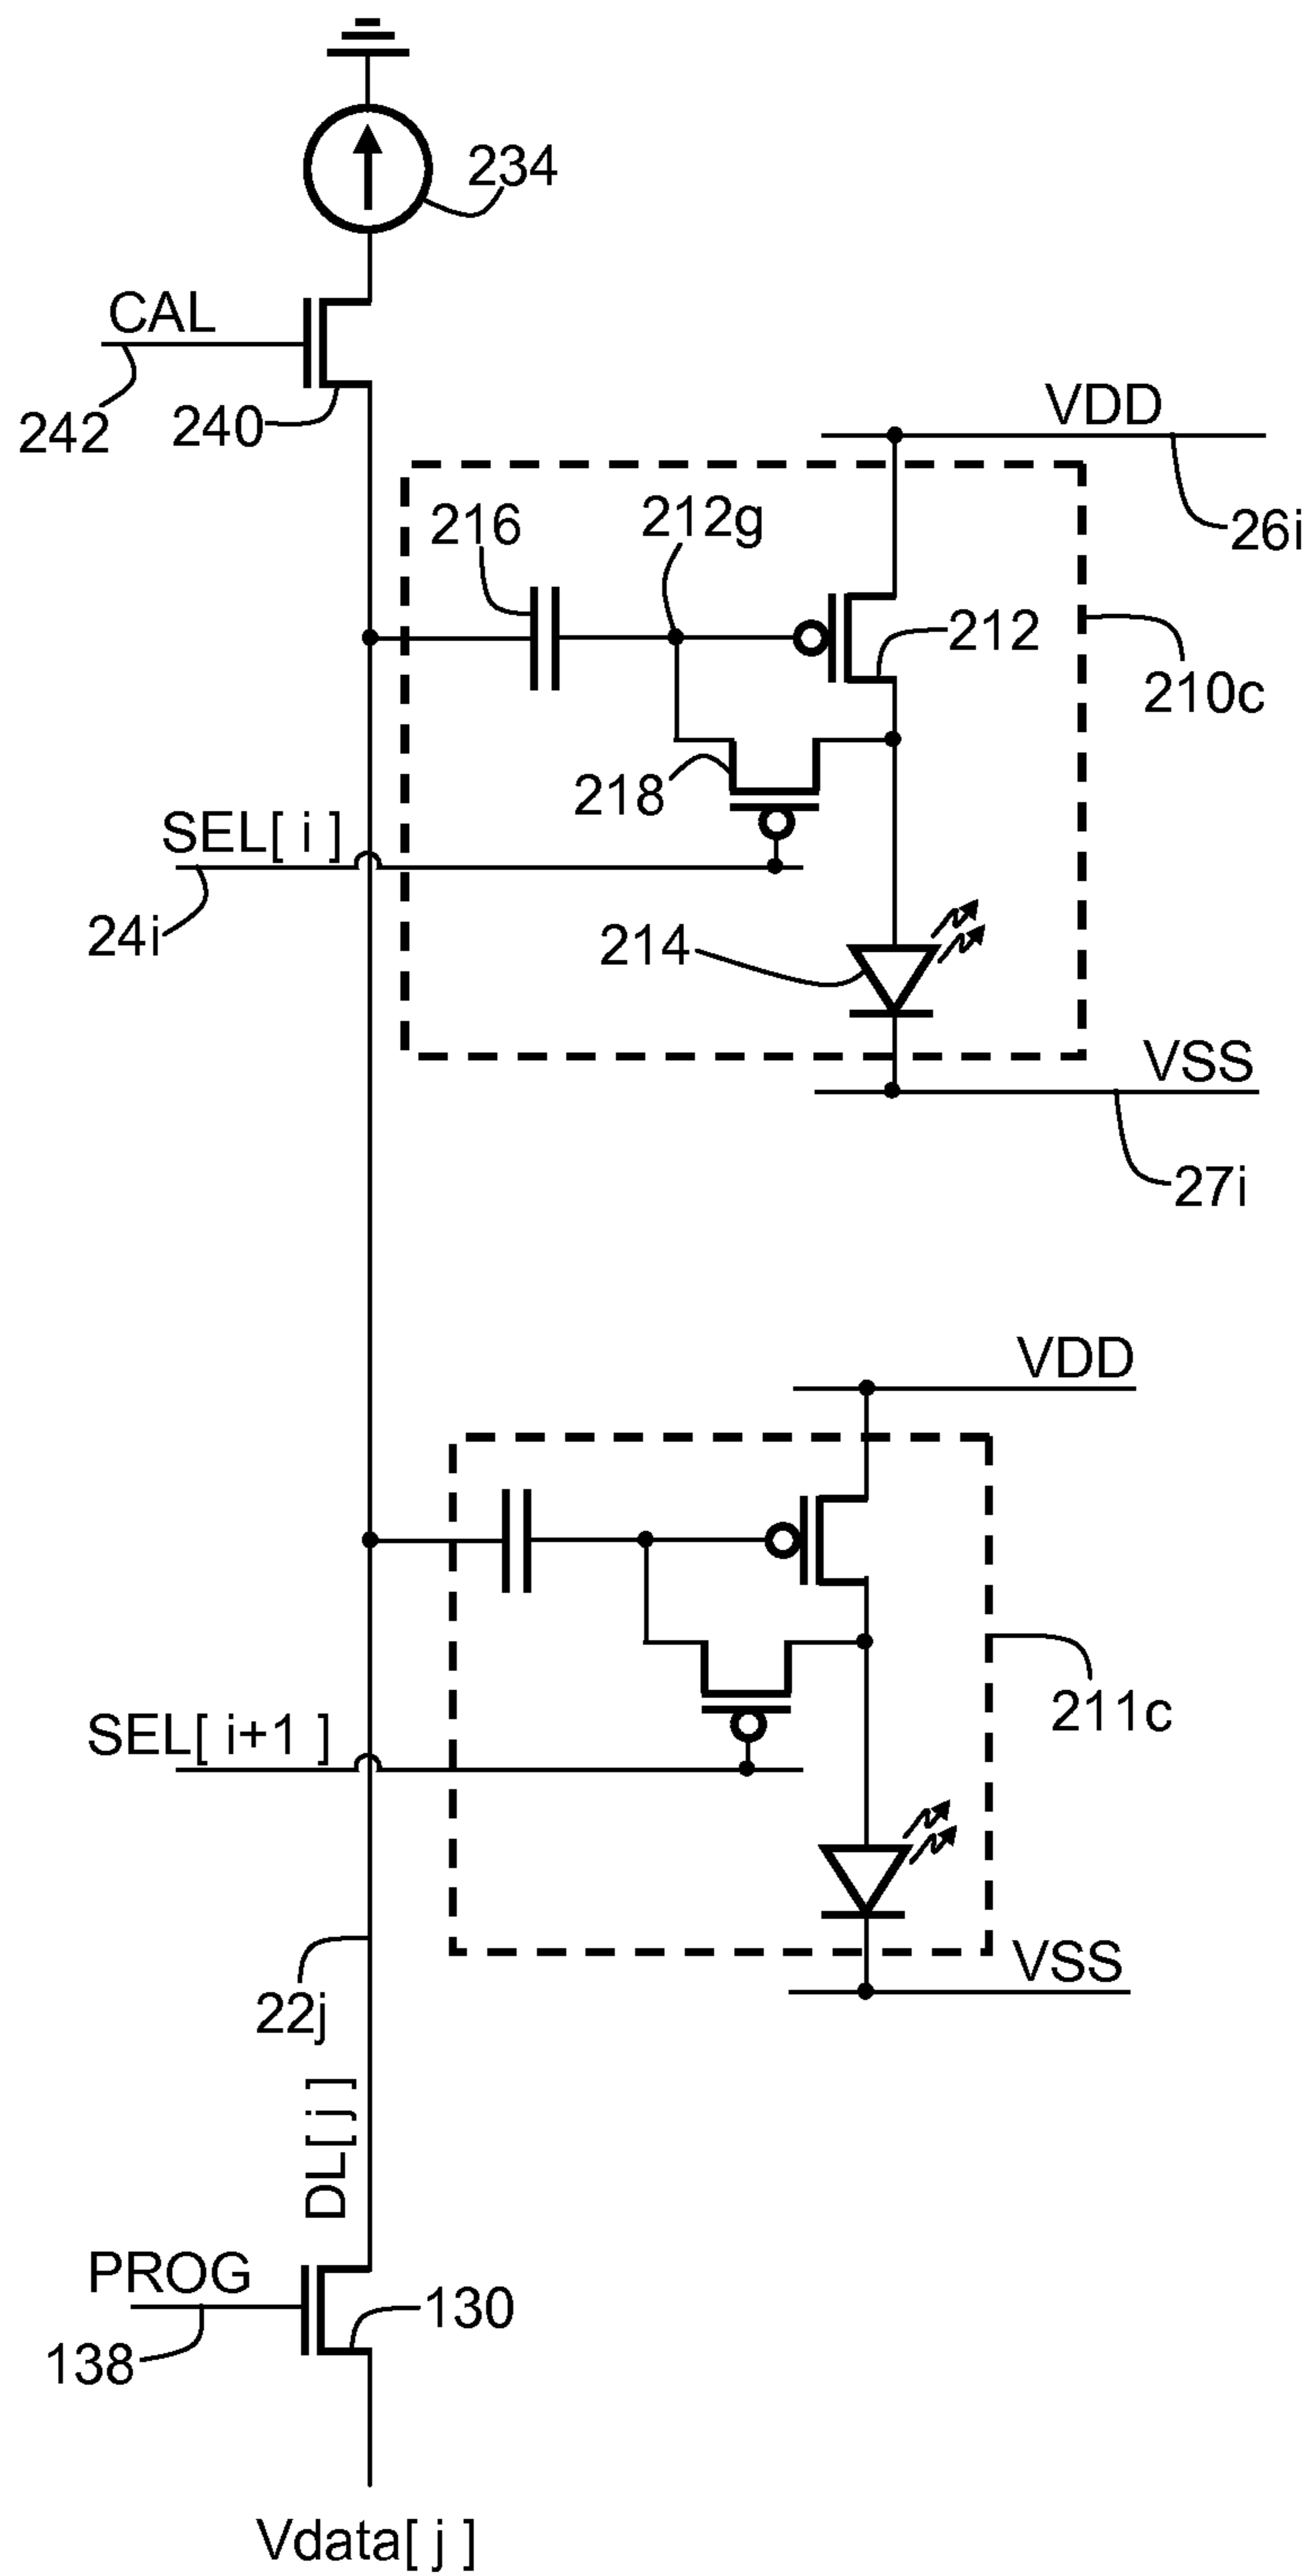 234
CAL
242
240
VDD
26i
216
212g
212
210c
218
SEL[ i ]
24i
214
VSS
27i
VDD
211c
SEL[ i+1 ]
VSS
22j
DL[ j ]
PROG
130
138
Vdata[ j ]